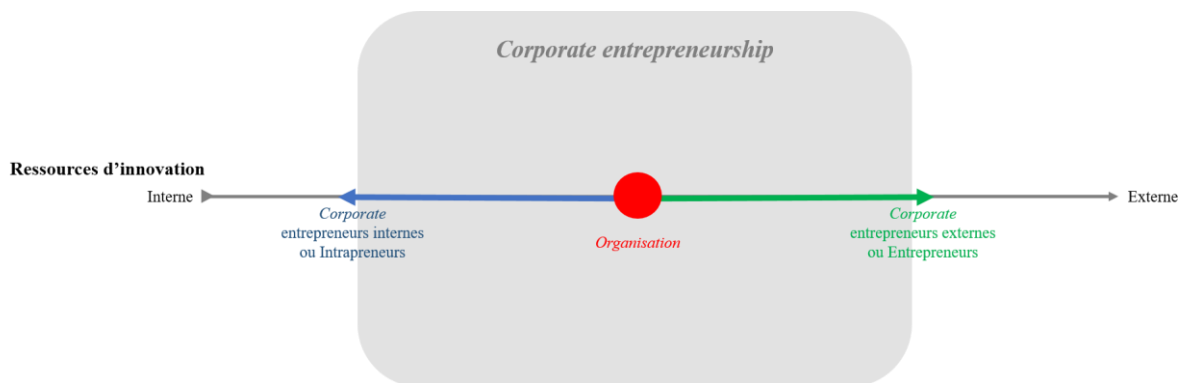 Corporate entrepreneurship
Ressources d’innovation
Interne
Externe
Corporate
entrepreneurs internes
ou Intrapreneurs
Organisation
Corporate
entrepreneurs externes
ou Entrepreneurs